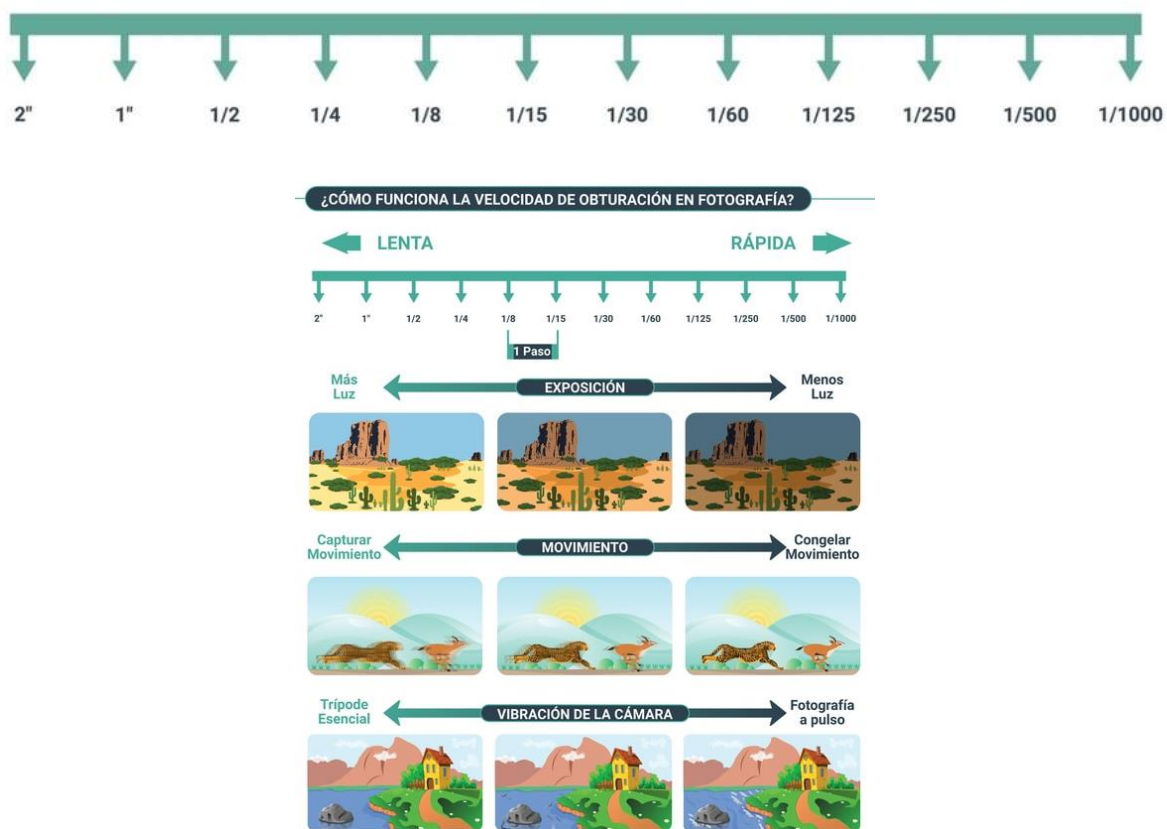 2" 1" 1/2 1/4 1/8 1/15 1/30 1/60 1/125 1/250 1/500 1/1000
¿CÓMO FUNCIONA LA VELOCIDAD DE OBTURACIÓN EN FOTOGRAFÍA?
LENTA RÁPIDA
2" 1" 1/2 1/4 1/8 1/15 1/30 1/60 1/125 1/250 1/500 1/1000
1 Paso
Más
Luz
EXPOSICIÓN
Menos
Luz
Capturar
Movimiento
MOVIMIENTO
Congelar
Movimiento
Trípode
Esencial
VIBRACIÓN DE LA CÁMARA
Fotografía
a pulso